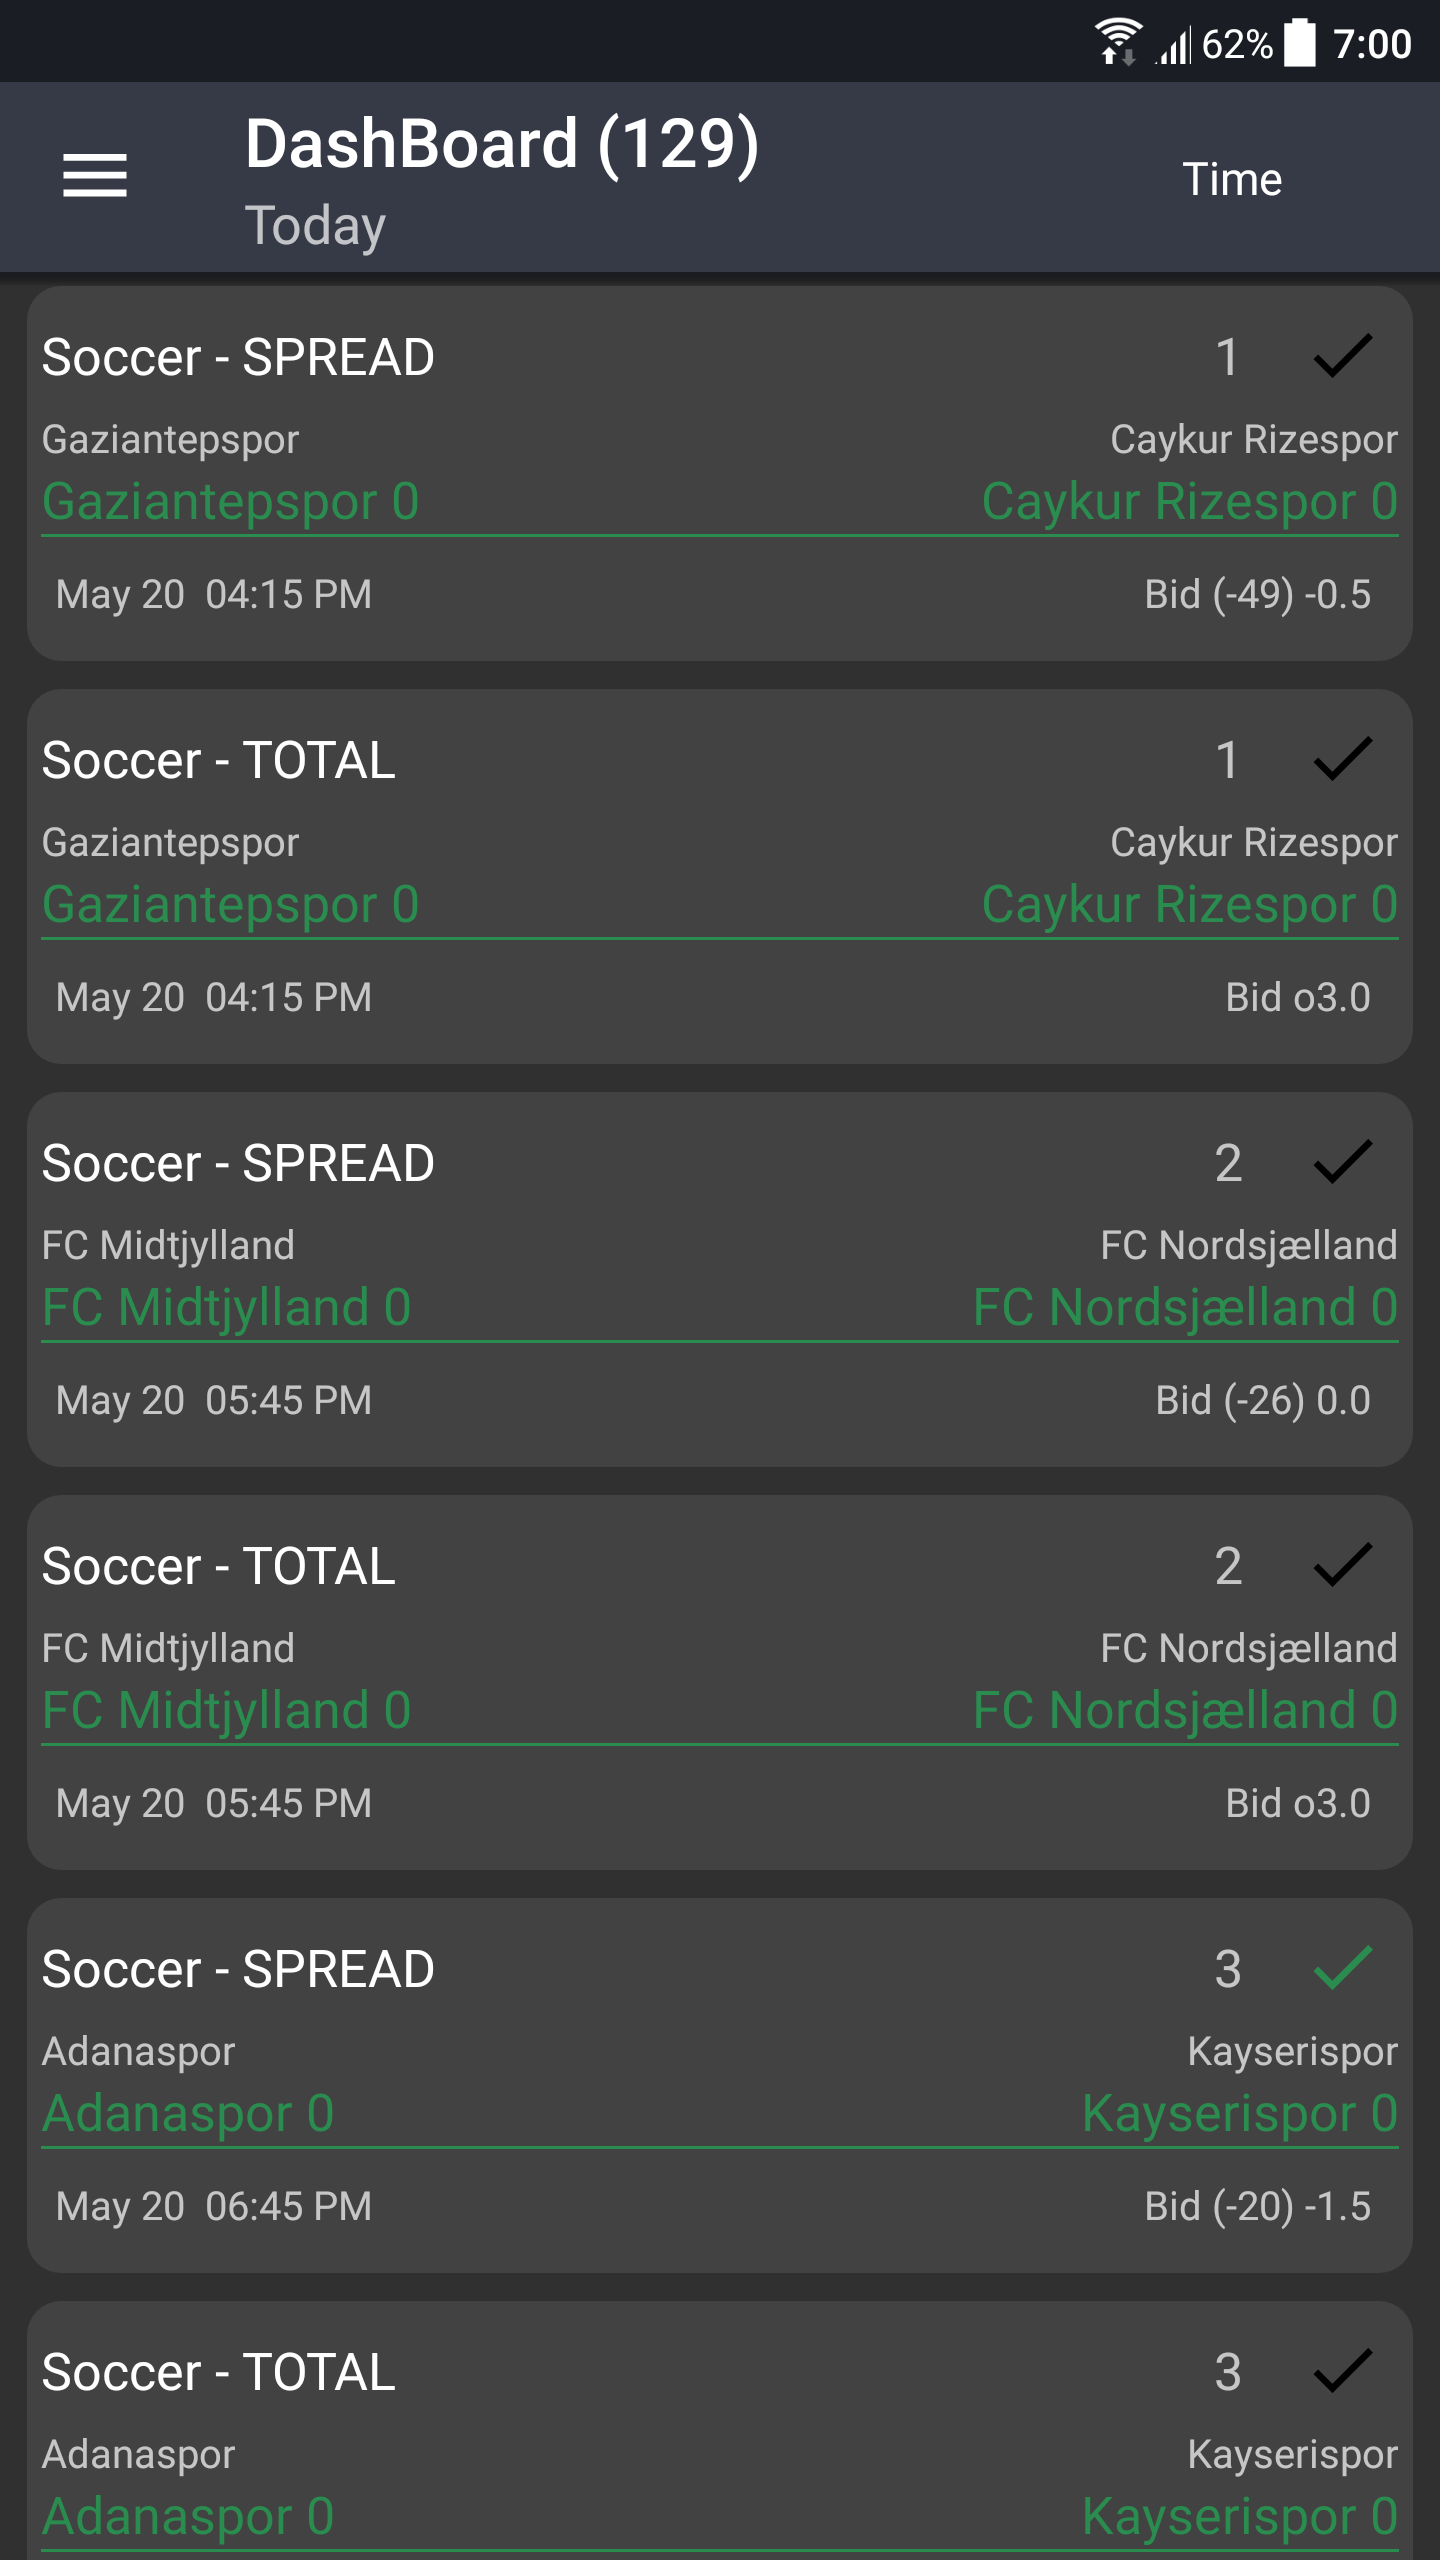 62% 7:00
DashBoard (129)
Today
Time
Soccer - SPREAD 1
Gaziantepspor Caykur Rizespor
Gaziantepspor 0 Caykur Rizespor 0
May 20 04:15 PM Bid (-49) -0.5
Soccer - TOTAL 1
Gaziantepspor Caykur Rizespor
Gaziantepspor 0 Caykur Rizespor 0
May 20 04:15 PM Bid o3.0
Soccer - SPREAD 2
FC Midtjylland FC Nordsjælland
FC Midtjylland 0 FC Nordsjælland 0
May 20 05:45 PM Bid (-26) 0.0
Soccer - TOTAL 2
FC Midtjylland FC Nordsjælland
FC Midtjylland 0 FC Nordsjælland 0
May 20 05:45 PM Bid o3.0
Soccer - SPREAD 3
Adanaspor Kayserispor
Adanaspor 0 Kayserispor 0
May 20 06:45 PM Bid (-20) -1.5
Soccer - TOTAL 3
Adanaspor Kayserispor
Adanaspor 0 Kayserispor 0